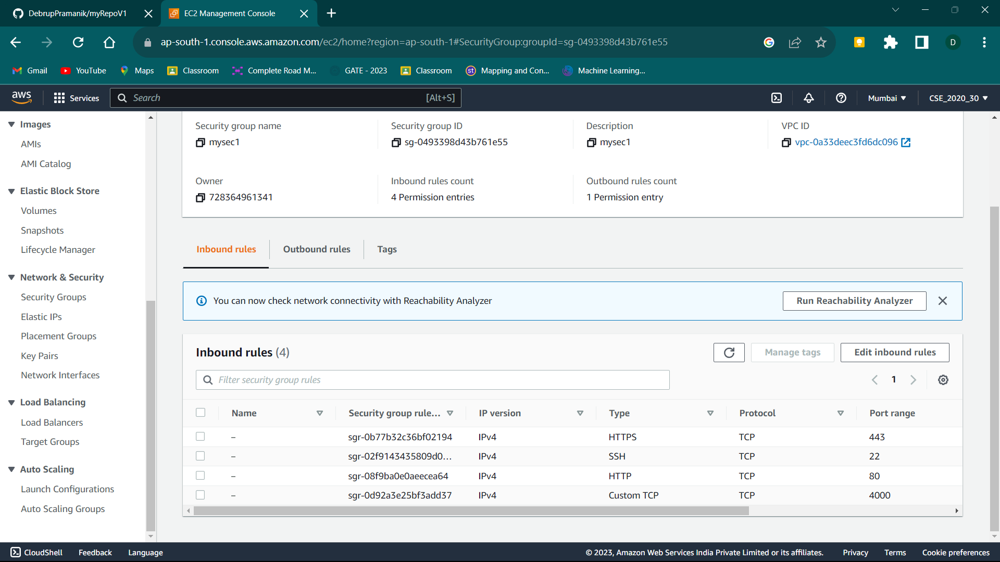 DebrupPramanik/myRepoV1
EC2 Management Console
ap-south-1.console.aws.amazon.com/ec2/home?region=ap-south-1#SecurityGroup:groupId=sg-0493398d43b761e55
D
Gmail
YouTube
Maps
Classroom
Complete Road M...
GATE - 2023
Classroom
st
Mapping and Con...
Machine Learning...
aws
Services
Search
[Alt+S]
Mumbai
CSE_2020_30
Images
AMIs
AMI Catalog
Elastic Block Store
Volumes
Snapshots
Lifecycle Manager
Network & Security
Security Groups
Elastic IPs
Placement Groups
Key Pairs
Network Interfaces
Load Balancing
Load Balancers
Target Groups
Auto Scaling
Launch Configurations
Auto Scaling Groups
Security group name
mysec1
Security group ID
sg-0493398d43b761e55
Description
mysec1
VPC ID
vpc-0a33deec3fd6dc096
Owner
728364961341
Inbound rules count
4 Permission entries
Outbound rules count
1 Permission entry
Inbound rules
Outbound rules
Tags
You can now check network connectivity with Reachability Analyzer
Run Reachability Analyzer
Inbound rules (4)
Manage tags
Edit inbound rules
Filter security group rules
1
Name Security group rule... IP version Type Protocol Port range
– sgr-0b77b32c36bf02194 IPv4 HTTPS TCP 443
– sgr-02f9143435809d0... IPv4 SSH TCP 22
– sgr-08f9ba0e0aeecea64 IPv4 HTTP TCP 80
– sgr-0d92a3e25bf3add37 IPv4 Custom TCP TCP 4000
CloudShell
Feedback
Language
© 2023, Amazon Web Services India Private Limited or its affiliates.
Privacy
Terms
Cookie preferences